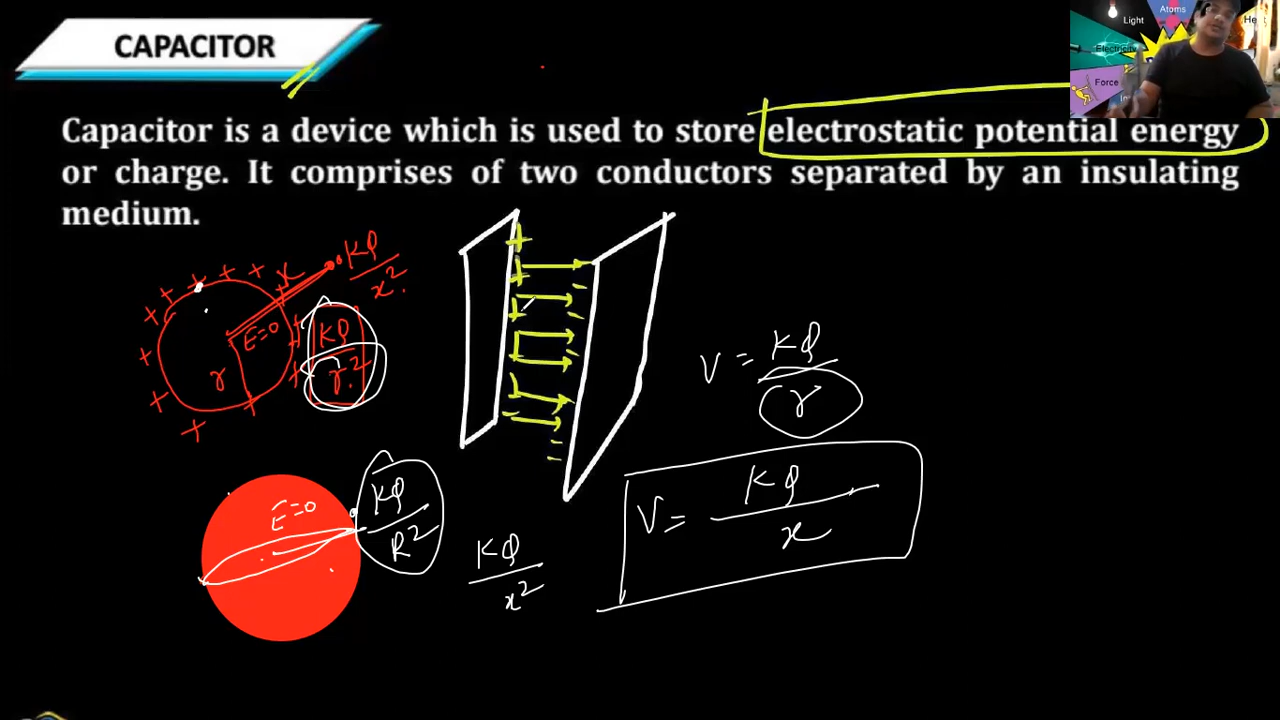 CAPACITOR
Light
Atoms
Electricity
Force
Capacitor is a device which is used to store electrostatic potential energy
or charge. It comprises of two conductors separated by an insulating
medium.
KQ
x²
E=0
r
KQ
r²
V = KQ
r
E=0
KQ
R²
KQ
x²
V = KQ
x